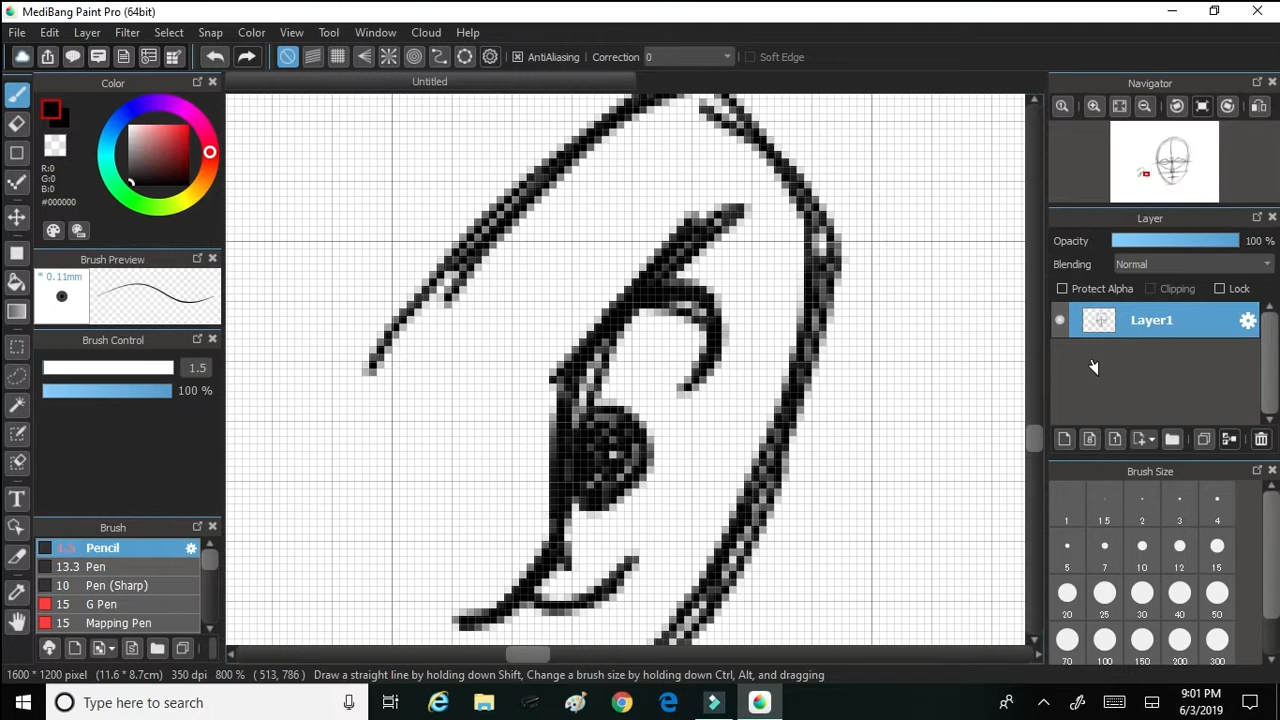 MediBang Paint Pro (64bit)
File Edit Layer Filter Select Snap Color View Tool Window Cloud Help
AntiAliasing Correction 0 Soft Edge
Color
Untitled
Navigator
R:0
G:0
B:0
#000000
Brush Preview
* 0.11mm
Brush Control
1.5
100 %
Brush
1.5 Pencil
13.3 Pen
10 Pen (Sharp)
15 G Pen
15 Mapping Pen
Layer
Opacity 100 %
Blending Normal
Protect Alpha Clipping Lock
Layer1
Brush Size
1 1.5 2 3 4
5 7 10 12 15
20 25 30 40 50
70 100 150 200 300
1600 * 1200 pixel (11.6 * 8.7cm) 350 dpi 800 % ( 513, 786 ) Draw a straight line by holding down Shift, Change a brush size by holding down Ctrl, Alt, and dragging
Type here to search
9:01 PM
6/3/2019